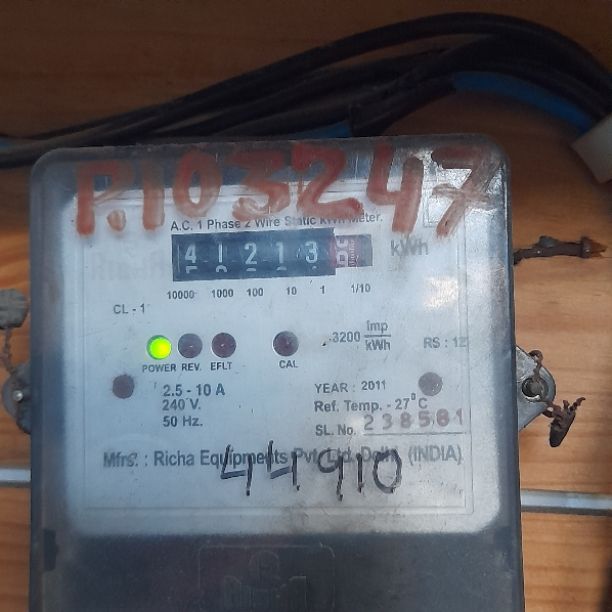 P.103247
A.C. 1 Phase 2 Wire Static kWh Meter.
41213 kWh
10000 1000 100 10 1 1/10
CL - 1
3200 Imp/kWh
RS : 12
POWER REV. EFLT CAL
2.5 - 10 A
240 V.
50 Hz.
YEAR : 2011
Ref. Temp. - 27°C
SL. No. 238581
Mfrs. : Richa Equipments Pvt. Ltd. Delhi (INDIA)
44910